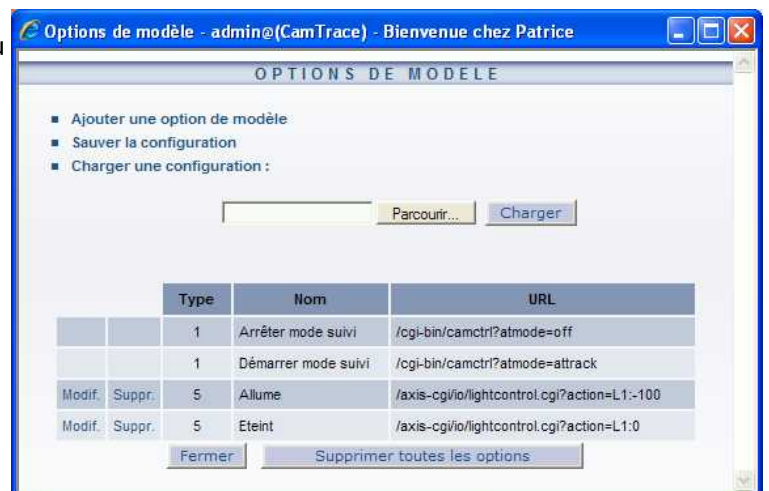 Options de modèle - admin@(CamTrace) - Bienvenue chez Patrice
OPTIONS DE MODELE
Ajouter une option de modèle
Sauver la configuration
Charger une configuration :
Parcourir... Charger
Type Nom URL
1 Arrêter mode suivi /cgi-bin/camctrl?atmode=off
1 Démarrer mode suivi /cgi-bin/camctrl?atmode=attrack
Modif. Suppr. 5 Allume /axis-cgi/io/lightcontrol.cgi?action=L1:-100
Modif. Suppr. 5 Eteint /axis-cgi/io/lightcontrol.cgi?action=L1:0
Fermer Supprimer toutes les options